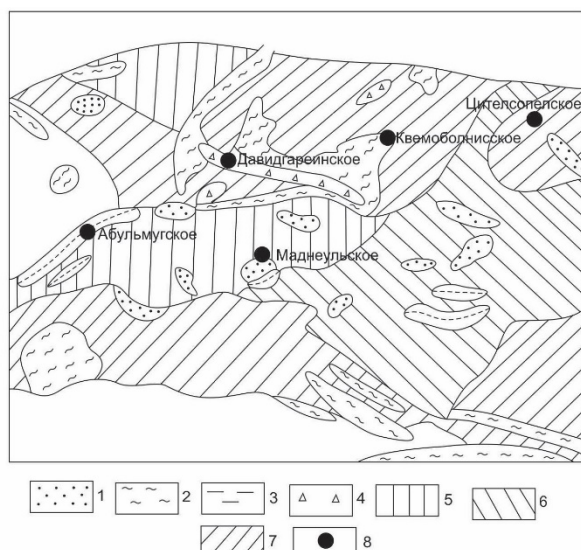 Цителсопелское
Квемоболнисское
Давидгареинское
Абульмугское
Маднеульское
1 2 3 4 5 6
7 8